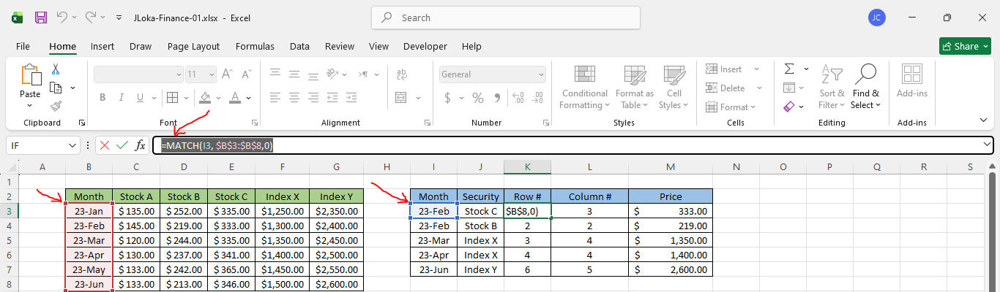 JLoka-Finance-01.xlsx - Excel
Search
JC
File Home Insert Draw Page Layout Formulas Data Review View Developer Help
Share
Paste
Clipboard
11 A A
B I U A
Font
ab
Alignment
General
$ % 9 .00 .00
Number
Conditional Formatting
Format as Table
Cell Styles
Styles
Insert
Delete
Format
Cells
Σ
Sort & Filter
Find & Select
Editing
Add-ins
Add-ins
IF fx =MATCH(I3, $B$3:$B$8,0)
A B C D E F G H I J K L M N O P Q R S
1
2 Month Stock A Stock B Stock C Index X Index Y Month Security Row # Column # Price
3 23-Jan $ 135.00 $ 252.00 $ 335.00 $1,250.00 $2,350.00 23-Feb Stock C $B$8,0) 3 $ 333.00
4 23-Feb $ 145.00 $ 219.00 $ 333.00 $1,300.00 $2,400.00 23-Feb Stock B 2 2 $ 219.00
5 23-Mar $ 120.00 $ 244.00 $ 335.00 $1,350.00 $2,450.00 23-Mar Index X 3 4 $ 1,350.00
6 23-Apr $ 130.00 $ 237.00 $ 341.00 $1,400.00 $2,500.00 23-Apr Index X 4 4 $ 1,400.00
7 23-May $ 133.00 $ 242.00 $ 365.00 $1,450.00 $2,550.00 23-Jun Index Y 6 5 $ 2,600.00
8 23-Jun $ 133.00 $ 213.00 $ 346.00 $1,500.00 $2,600.00